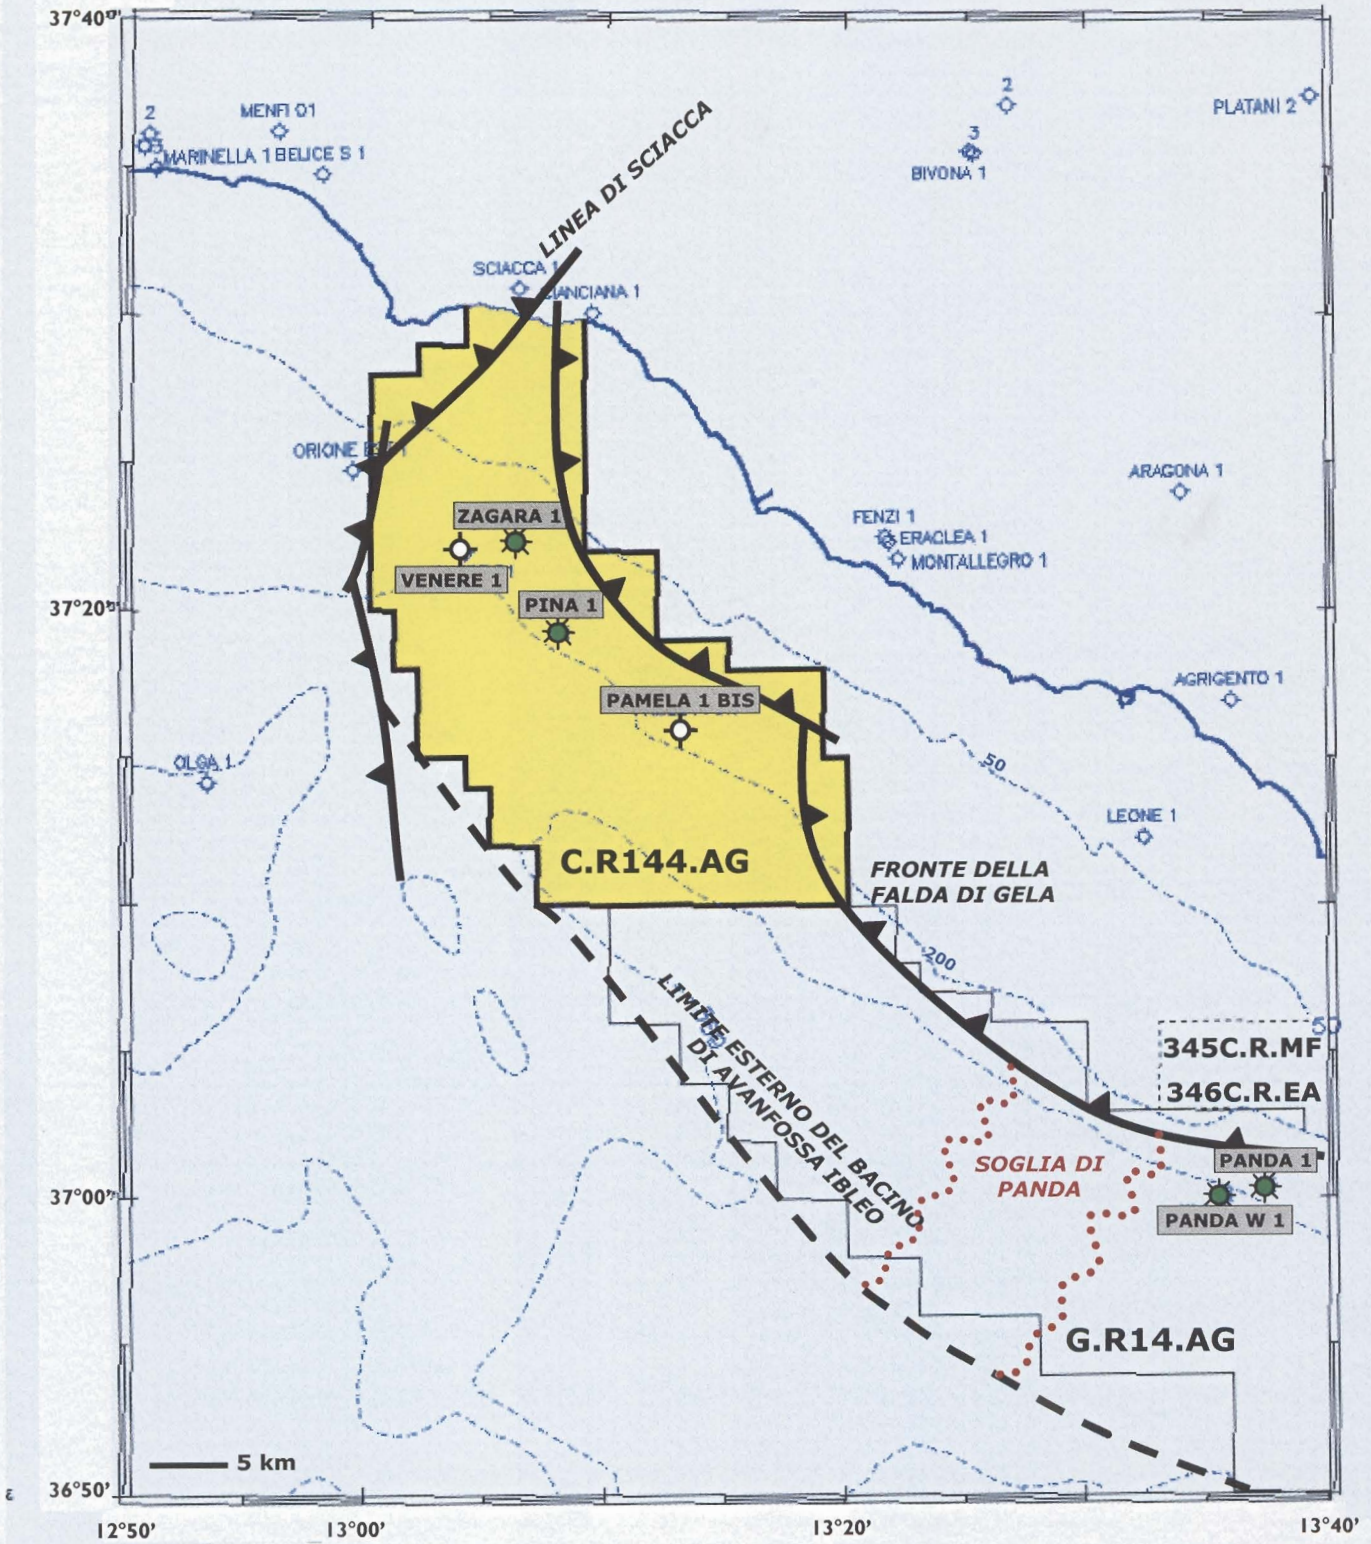 37°40'
2
MENFI 01
2
PLATANI 2
3
MARINELLA 1 BELICE S 1
3
BIVONA 1
LINEA DI SCIACCA
SCIACCA 1
CIANCIANA 1
ORIONE EST 1
ARAGONA 1
ZAGARA 1
FENZI 1
ERACLEA 1
MONTALLEGRO 1
VENERE 1
37°20'
PINA 1
AGRIGENTO 1
PAMELA 1 BIS
OLGA 1
50
LEONE 1
C.R144.AG
FRONTE DELLA
FALDA DI GELA
200
LIMITE ESTERNO DEL BACINO
DI AVANFOSSA IBLEO
50
345C.R.MF
346C.R.EA
SOGLIA DI
PANDA
PANDA 1
37°00'
PANDA W 1
G.R14.AG
5 km
36°50'
12°50'
13°00'
13°20'
13°40'